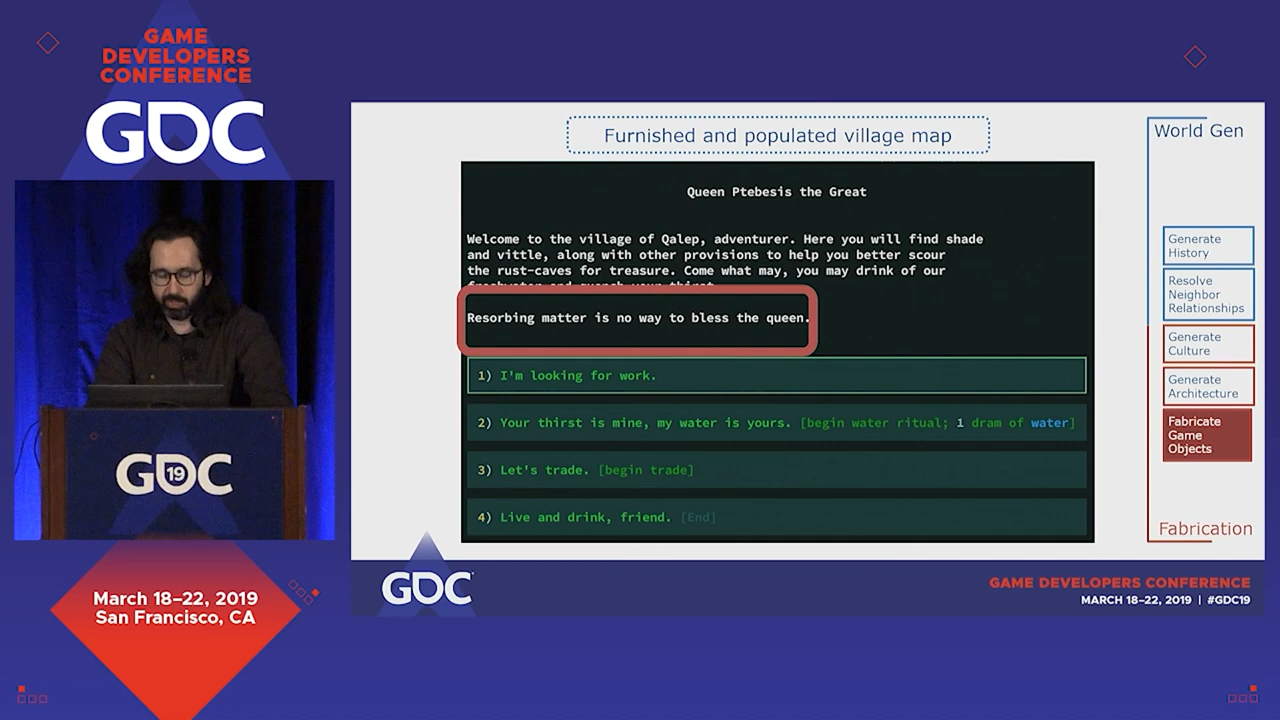 GAME
DEVELOPERS
CONFERENCE
GDC
GDC
19
March 18–22, 2019
San Francisco, CA
Furnished and populated village map
Queen Ptebesis the Great
Welcome to the village of Qalep, adventurer. Here you will find shade
and vittle, along with other provisions to help you better scour
the rust-caves for treasure. Come what may, you may drink of our
freshwater and quench your thirst.
Resorbing matter is no way to bless the queen.
1) I'm looking for work.
2) Your thirst is mine, my water is yours. [begin water ritual; 1 dram of water]
3) Let's trade. [begin trade]
4) Live and drink, friend. [End]
World Gen
Generate
History
Resolve
Neighbor
Relationships
Generate
Culture
Generate
Architecture
Fabricate
Game
Objects
Fabrication
GDC
GAME DEVELOPERS CONFERENCE
MARCH 18–22, 2019 | #GDC19